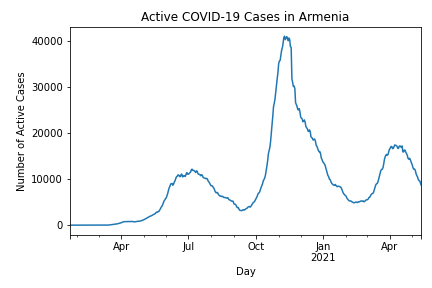 Active COVID-19 Cases in Armenia
Number of Active Cases
40000
30000
20000
10000
0
Apr
Jul
Oct
Jan
2021
Apr
Day